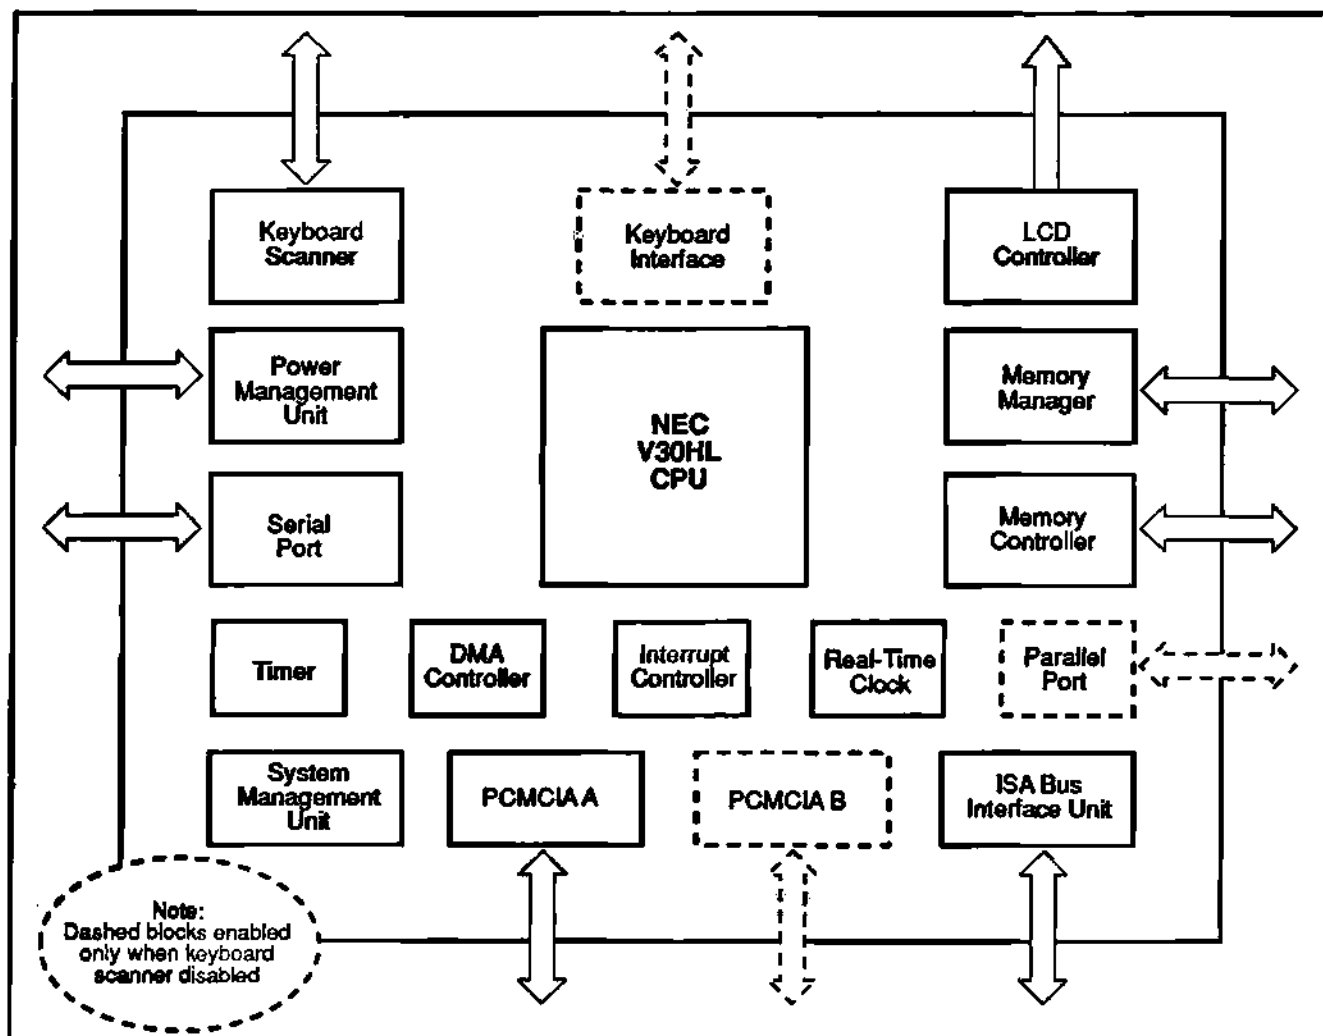 Keyboard
Scanner
Keyboard
Interface
LCD
Controller
Power
Management
Unit
NEC
V30HL
CPU
Memory
Manager
Serial
Port
Memory
Controller
Timer
DMA
Controller
Interrupt
Controller
Real-Time
Clock
Parallel
Port
System
Management
Unit
PCMCIA A
PCMCIA B
ISA Bus
Interface Unit
Note:
Dashed blocks enabled
only when keyboard
scanner disabled